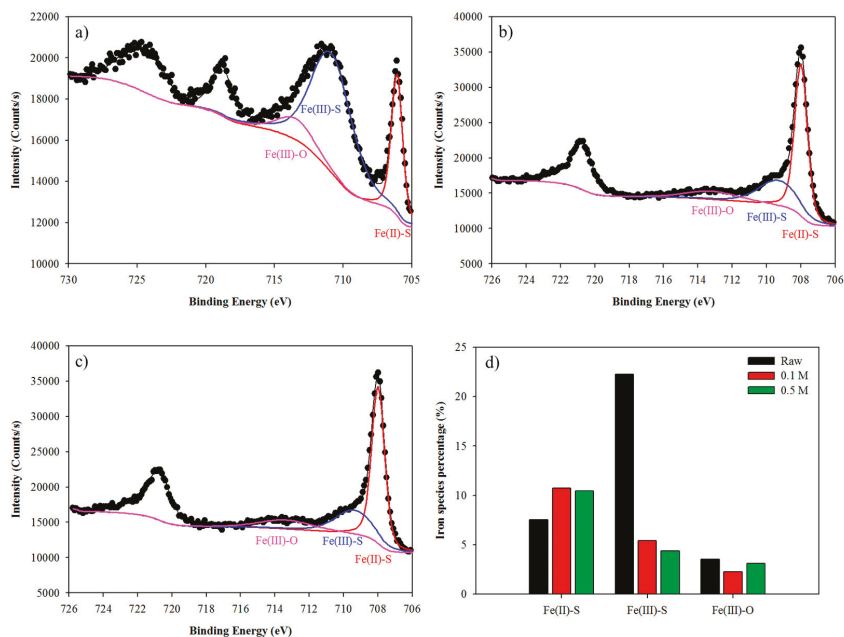 a)
22000
20000
18000
16000
14000
12000
10000
Intensity (Counts/s)
Fe(III)-S
Fe(III)-O
Fe(II)-S
730 725 720 715 710 705
Binding Energy (eV)
b)
40000
35000
30000
25000
20000
15000
10000
5000
Intensity (Counts/s)
Fe(III)-O Fe(III)-S Fe(II)-S
726 724 722 720 718 716 714 712 710 708 706
Binding Energy (eV)
c)
40000
35000
30000
25000
20000
15000
10000
5000
Intensity (Counts/s)
Fe(III)-O Fe(III)-S
Fe(II)-S
726 724 722 720 718 716 714 712 710 708 706
Binding Energy (eV)
d)
25
20
15
10
5
0
Iron species percentage (%)
Raw
0.1 M
0.5 M
Fe(II)-S Fe(III)-S Fe(III)-O